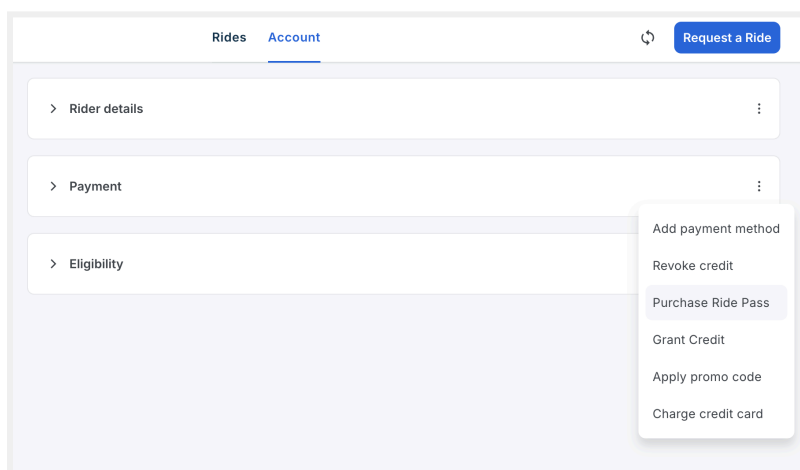 Rides Account Request a Ride
Rider details
Payment
Add payment method
Revoke credit
Eligibility
Purchase Ride Pass
Grant Credit
Apply promo code
Charge credit card